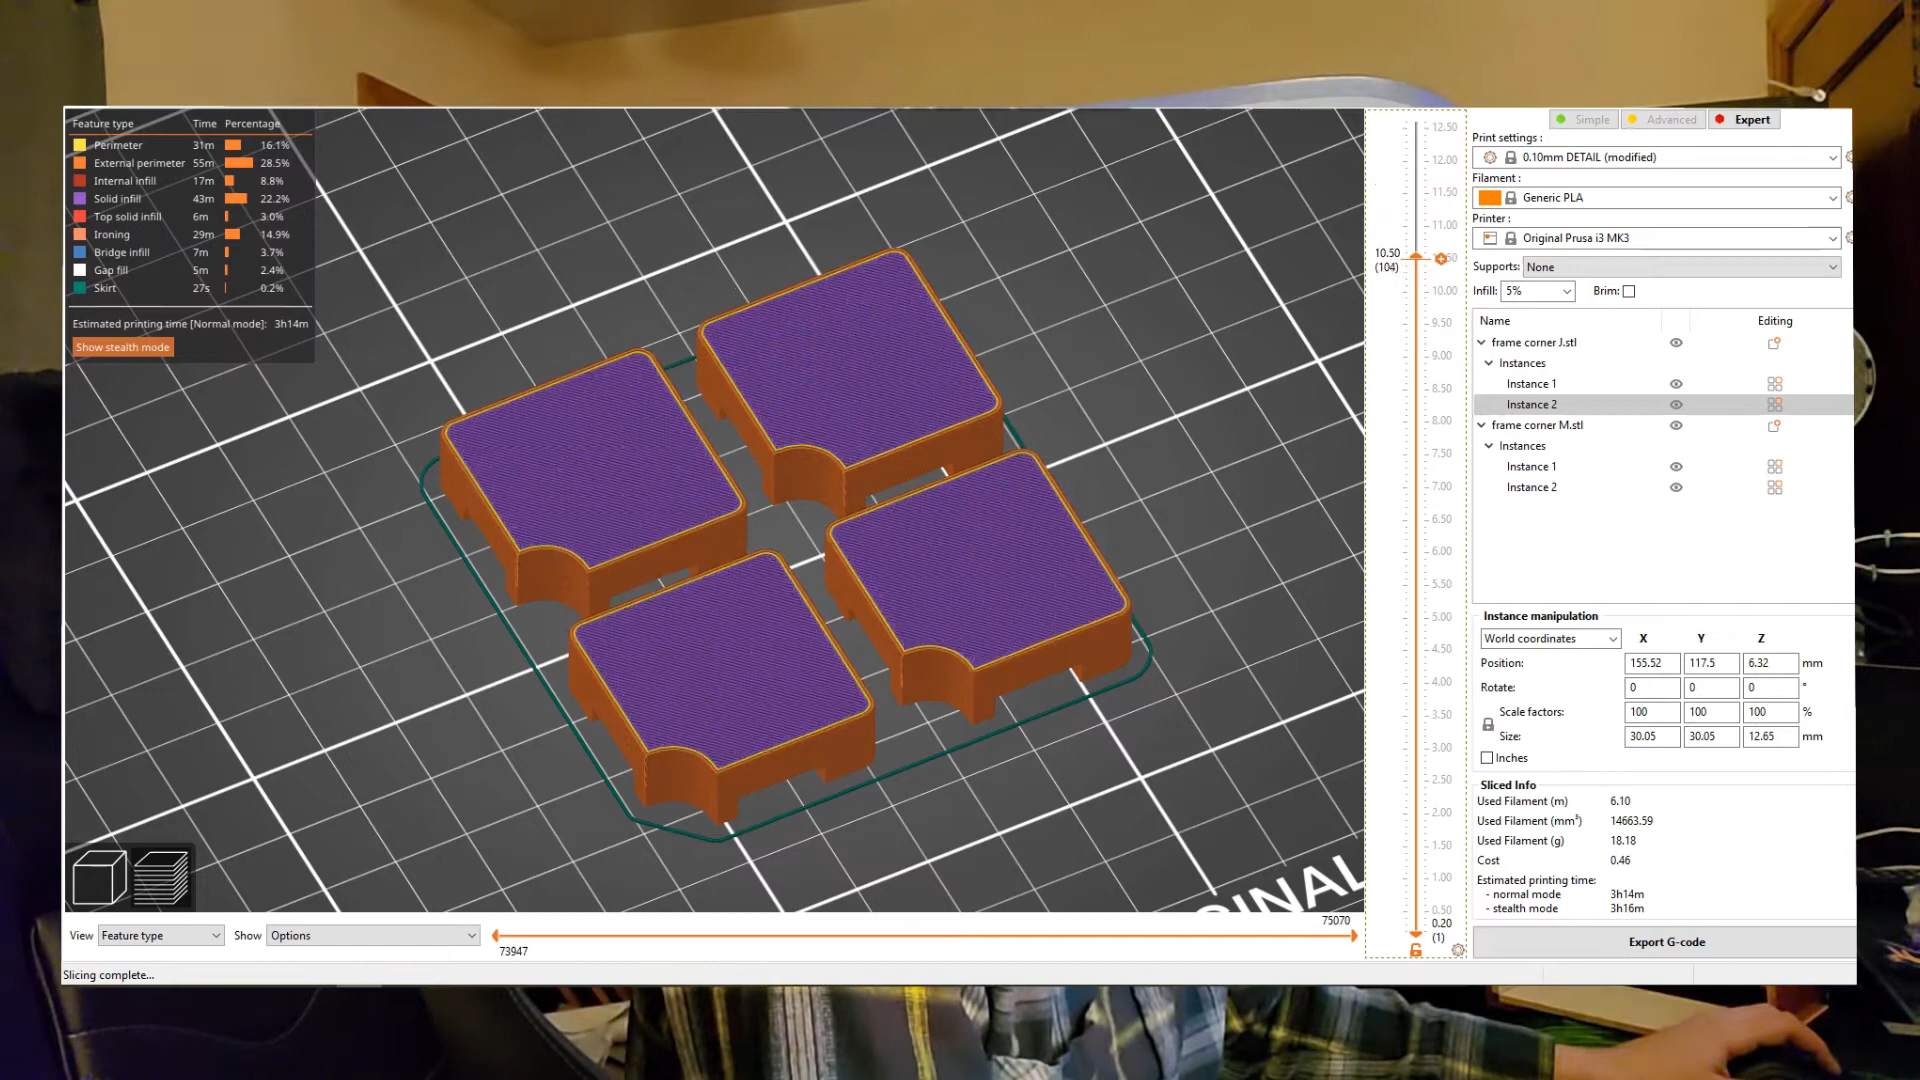 Feature type Time Percentage
Perimeter 31m 16.1%
External perimeter 55m 28.5%
Internal infill 17m 8.8%
Solid infill 43m 22.2%
Top solid infill 6m 3.0%
Ironing 29m 14.9%
Bridge infill 7m 3.7%
Gap fill 5m 2.4%
Skirt 27s 0.2%
Estimated printing time [Normal mode]: 3h14m
Show stealth mode
INAL
View Feature type Show Options
73947
75070
Slicing complete...
12.50
12.00
11.50
11.00
10.50
(104)
10.00
9.50
9.00
8.50
8.00
7.50
7.00
6.50
6.00
5.50
5.00
4.50
4.00
3.50
3.00
2.50
2.00
1.50
1.00
0.50
0.20
(1)
Simple Advanced Expert
Print settings :
0.10mm DETAIL (modified)
Filament :
Generic PLA
Printer :
Original Prusa i3 MK3
Supports: None
Infill: 5% Brim:
Name Editing
frame corner J.stl
Instances
Instance 1
Instance 2
frame corner M.stl
Instances
Instance 1
Instance 2
Instance manipulation
World coordinates X Y Z
Position: 155.52 117.5 6.32 mm
Rotate: 0 0 0 °
Scale factors: 100 100 100 %
Size: 30.05 30.05 12.65 mm
Inches
Sliced Info
Used Filament (m) 6.10
Used Filament (mm³) 14663.59
Used Filament (g) 18.18
Cost 0.46
Estimated printing time:
- normal mode 3h14m
- stealth mode 3h16m
Export G-code